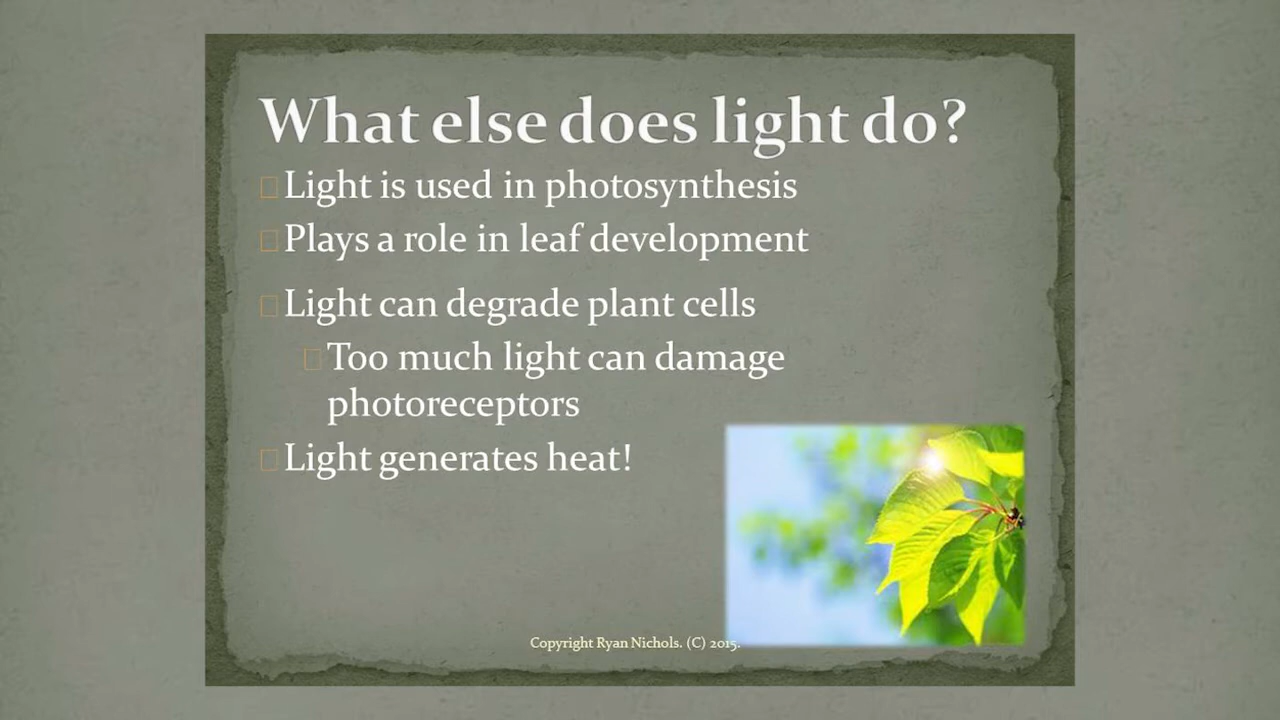 What else does light do?
Light is used in photosynthesis
Plays a role in leaf development
Light can degrade plant cells
Too much light can damage
photoreceptors
Light generates heat!
Copyright Ryan Nichols. (C) 2015.